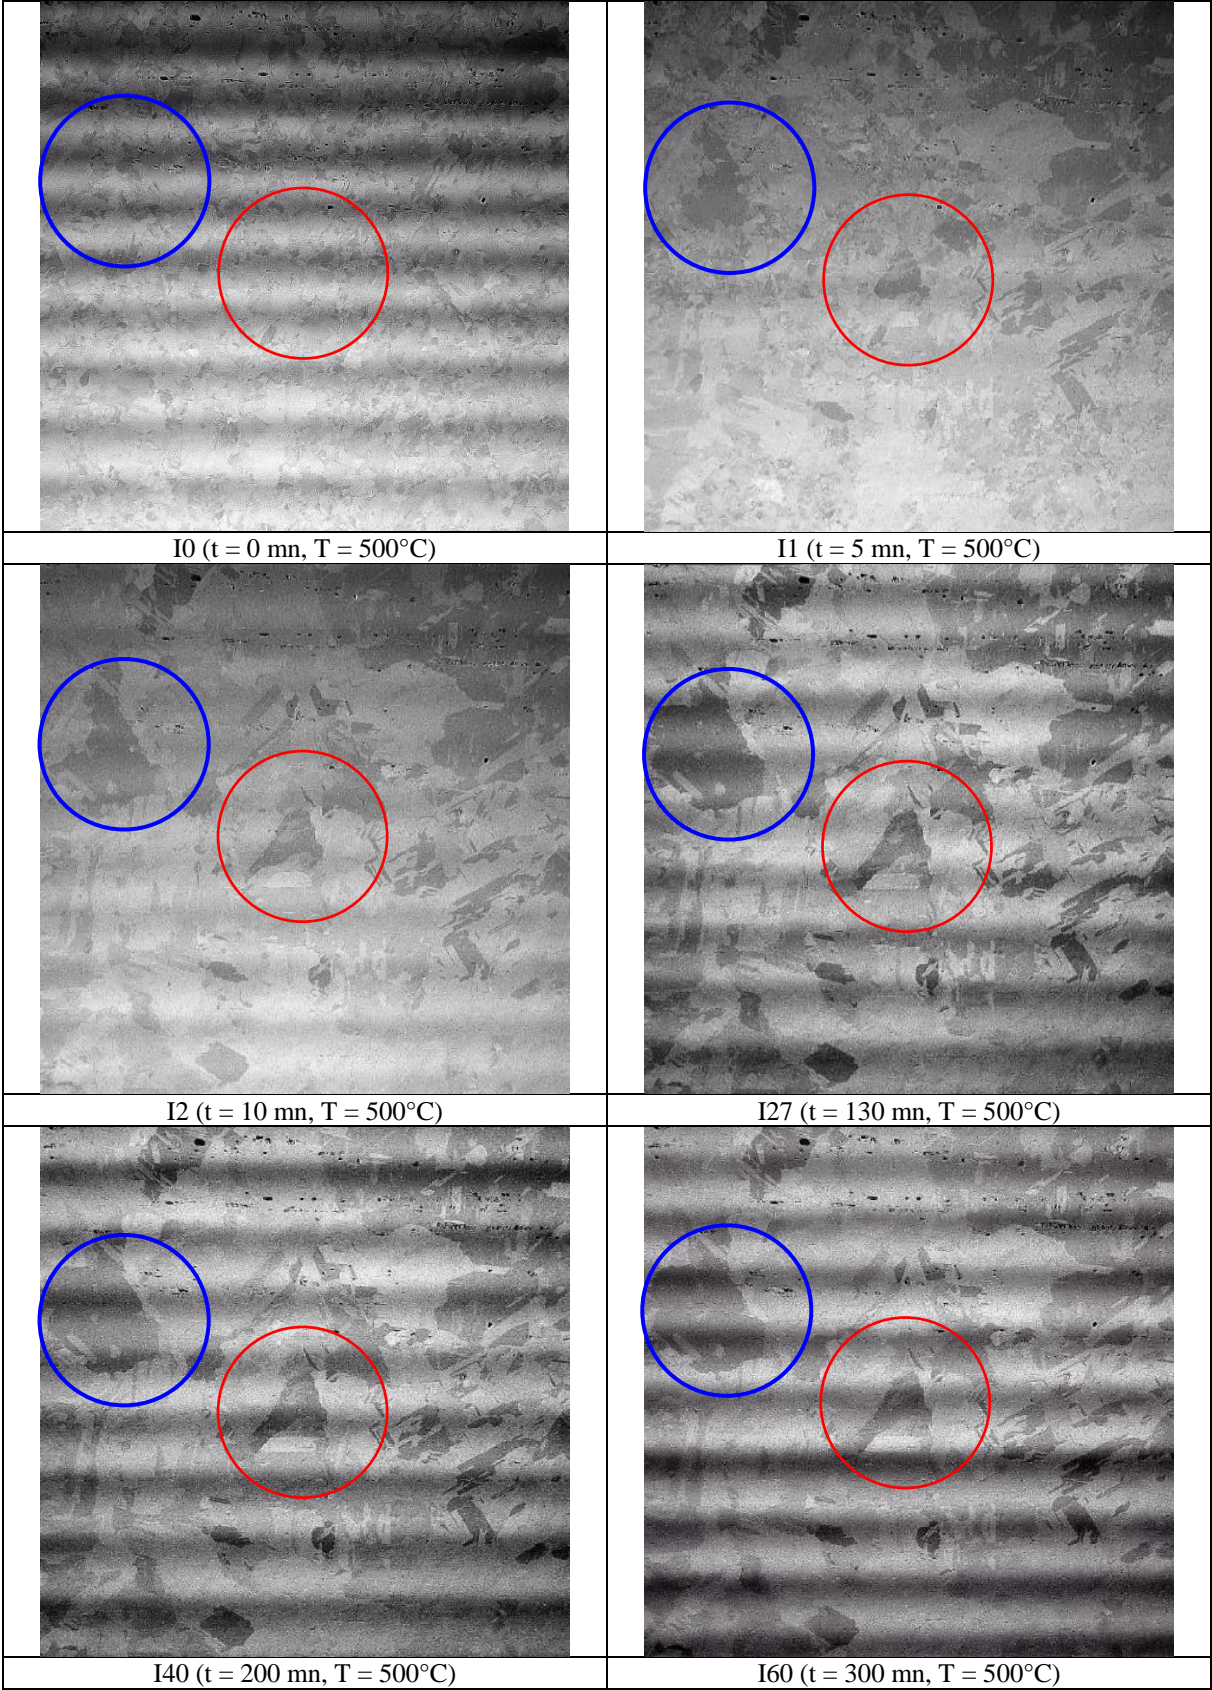 I0 (t = 0 mn, T = 500°C)
I1 (t = 5 mn, T = 500°C)
I2 (t = 10 mn, T = 500°C)
I27 (t = 130 mn, T = 500°C)
I40 (t = 200 mn, T = 500°C)
I60 (t = 300 mn, T = 500°C)